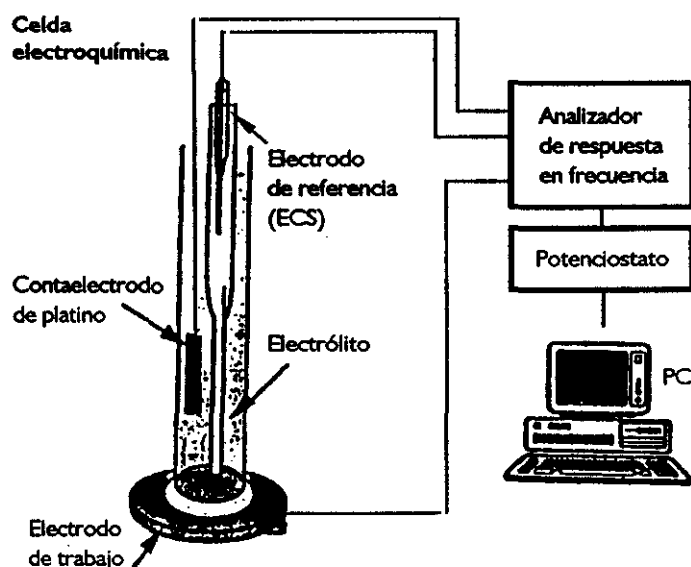 Celda
electroquímica
Analizador
de respuesta
en frecuencia
Electrodo
de referencia
(ECS)
Potenciostato
Contaelectrodo
de platino
Electrólito
PC
Electrodo
de trabajo